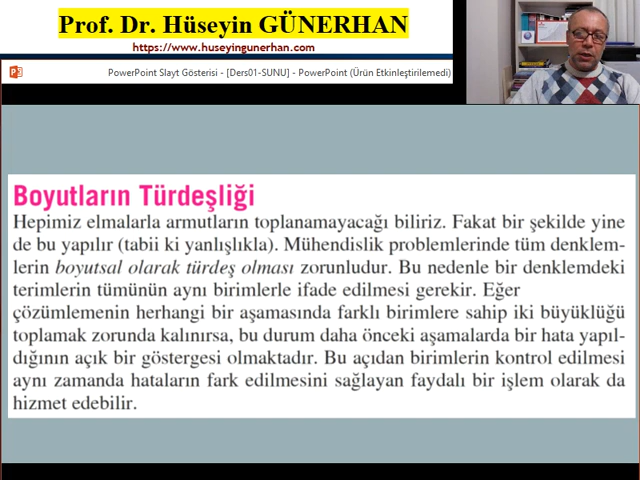 Prof. Dr. Hüseyin GÜNERHAN
https://www.huseyingunerhan.com
PowerPoint Slayt Gösterisi - [Ders01-SUNU] - PowerPoint (Ürün Etkinleştirilemedi)
Boyutların Türdeşliği
Hepimiz elmalarla armutların toplanamayacağı biliriz. Fakat bir şekilde yine
de bu yapılır (tabii ki yanlışlıkla). Mühendislik problemlerinde tüm denklem-
lerin boyutsal olarak türdeş olması zorunludur. Bu nedenle bir denklemdeki
terimlerin tümünün aynı birimlerle ifade edilmesi gerekir. Eğer
çözümlemenin herhangi bir aşamasında farklı birimlere sahip iki büyüklüğü
toplamak zorunda kalınırsa, bu durum daha önceki aşamalarda bir hata yapıl-
dığının açık bir göstergesi olmaktadır. Bu açıdan birimlerin kontrol edilmesi
aynı zamanda hataların fark edilmesini sağlayan faydalı bir işlem olarak da
hizmet edebilir.